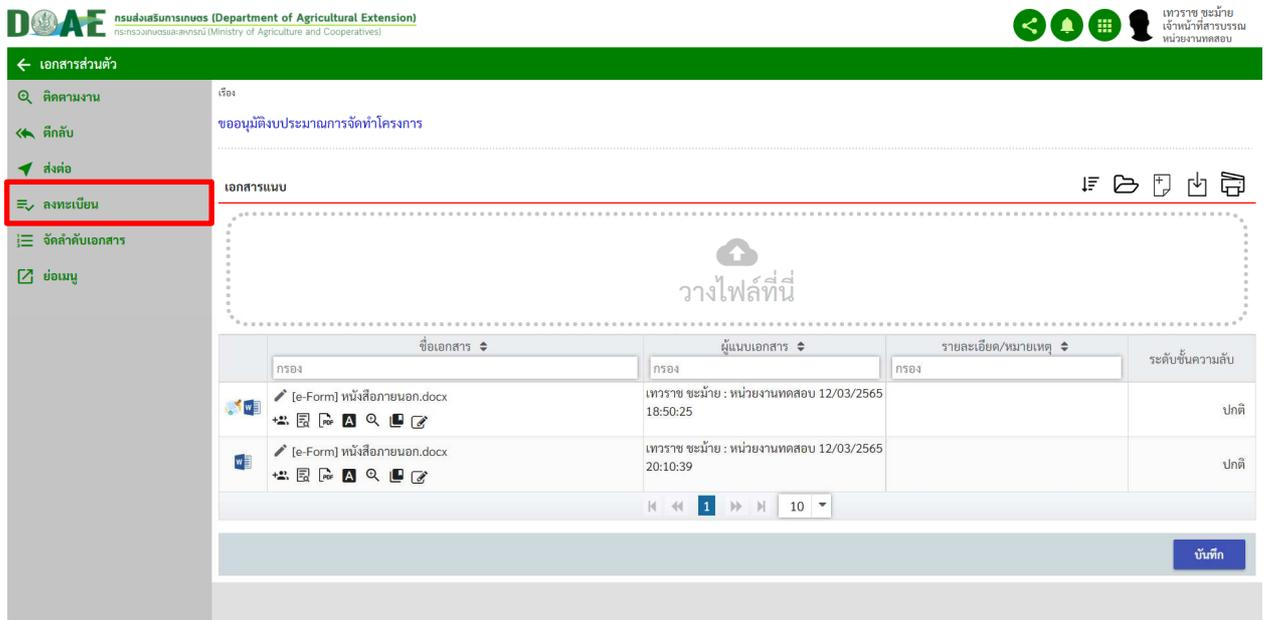 DOAE
กรมส่งเสริมการเกษตร (Department of Agricultural Extension)
กระทรวงเกษตรและสหกรณ์ (Ministry of Agriculture and Cooperatives)
เทวราช ชะม้าย
เจ้าหน้าที่สารบรรณ
หน่วยงานทดสอบ
เอกสารส่วนตัว
ติดตามงาน
ตีกลับ
ส่งต่อ
ลงทะเบียน
จัดลำดับเอกสาร
ย่อเมนู
เรื่อง
ขออนุมัติงบประมาณการจัดทำโครงการ
เอกสารแนบ
วางไฟล์ที่นี่
ชื่อเอกสาร ผู้แนบเอกสาร รายละเอียด/หมายเหตุ ระดับชั้นความลับ
กรอง กรอง กรอง
[e-Form] หนังสือภายนอก.docx เทวราช ชะม้าย : หน่วยงานทดสอบ 12/03/2565
18:50:25 ปกติ
[e-Form] หนังสือภายนอก.docx เทวราช ชะม้าย : หน่วยงานทดสอบ 12/03/2565
20:10:39 ปกติ
1 10
บันทึก